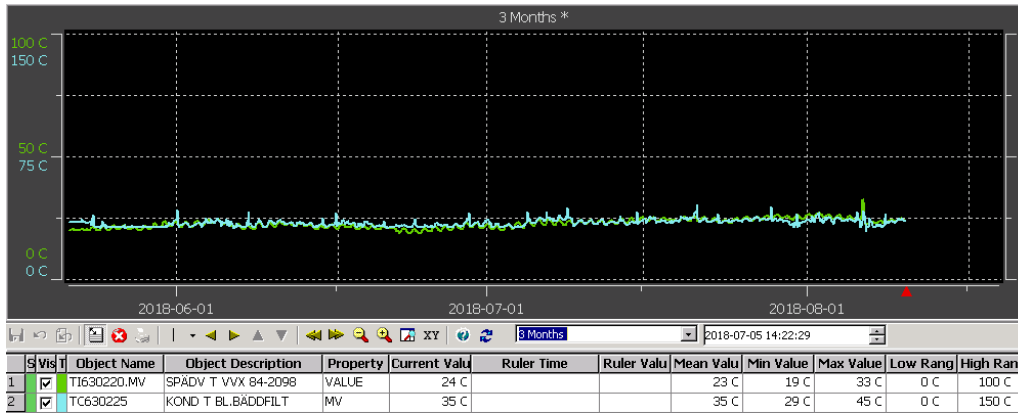 3 Months *
100 C
150 C
50 C
75 C
0 C
0 C
2018-06-01 2018-07-01 2018-08-01
XY 3 Months 2018-07-05 14:22:29
S Vis T Object Name Object Description Property Current Valu Ruler Time Ruler Valu Mean Valu Min Value Max Value Low Rang High Ran
1 TI630220.MV SPÄDV T VVX 84-2098 VALUE 24 C 23 C 19 C 33 C 0 C 100 C
2 TC630225 KOND T BL.BÄDDFILT MV 35 C 35 C 29 C 45 C 0 C 150 C